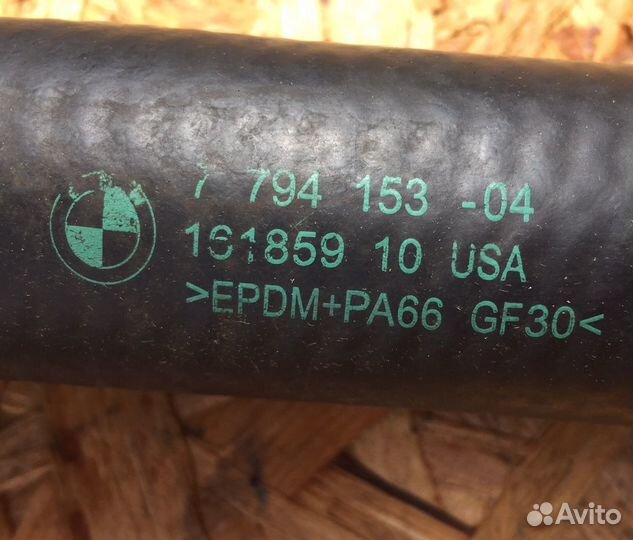 7 794 153 -04
161859 10 USA
>EPDM+PA66 GF30<
Avito